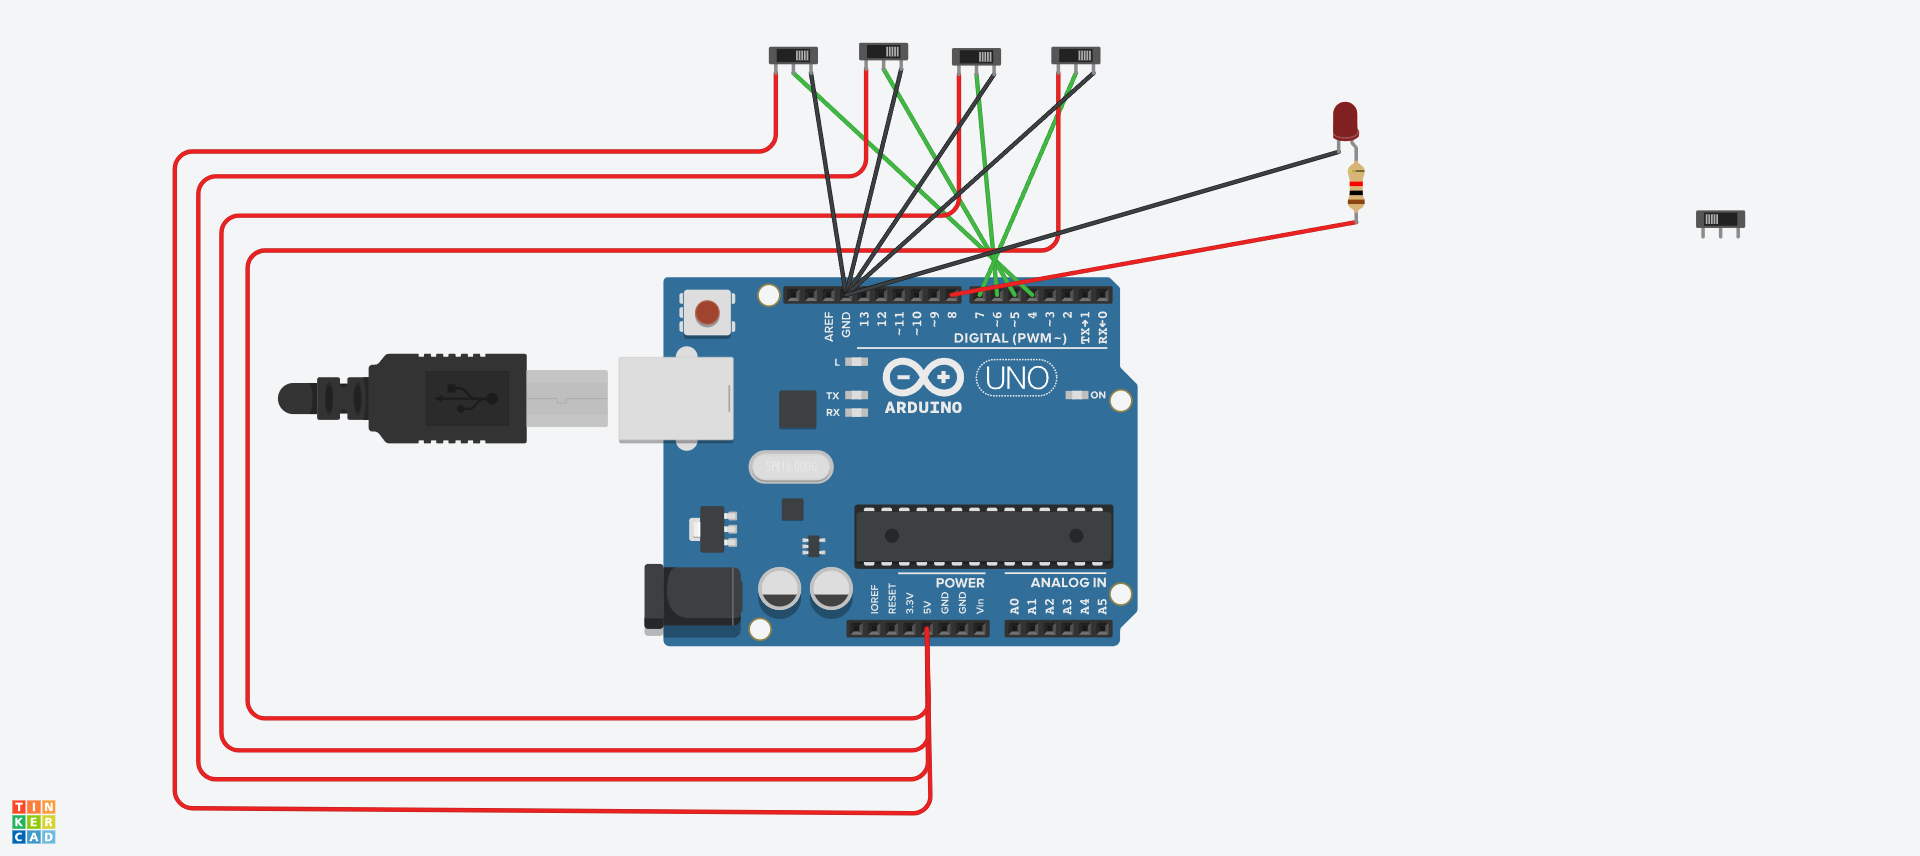 AREF
GND
13
12
~11
~10
~9
8
7
~6
~5
4
~3
2
TX→1
RX←0
DIGITAL (PWM~)
L
TX
RX
UNO
ARDUINO
ON
SPK16.000G
POWER
ANALOG IN
IOREF
RESET
3.3V
5V
GND
GND
Vin
A0
A1
A2
A3
A4
A5
TIN
KER
CAD